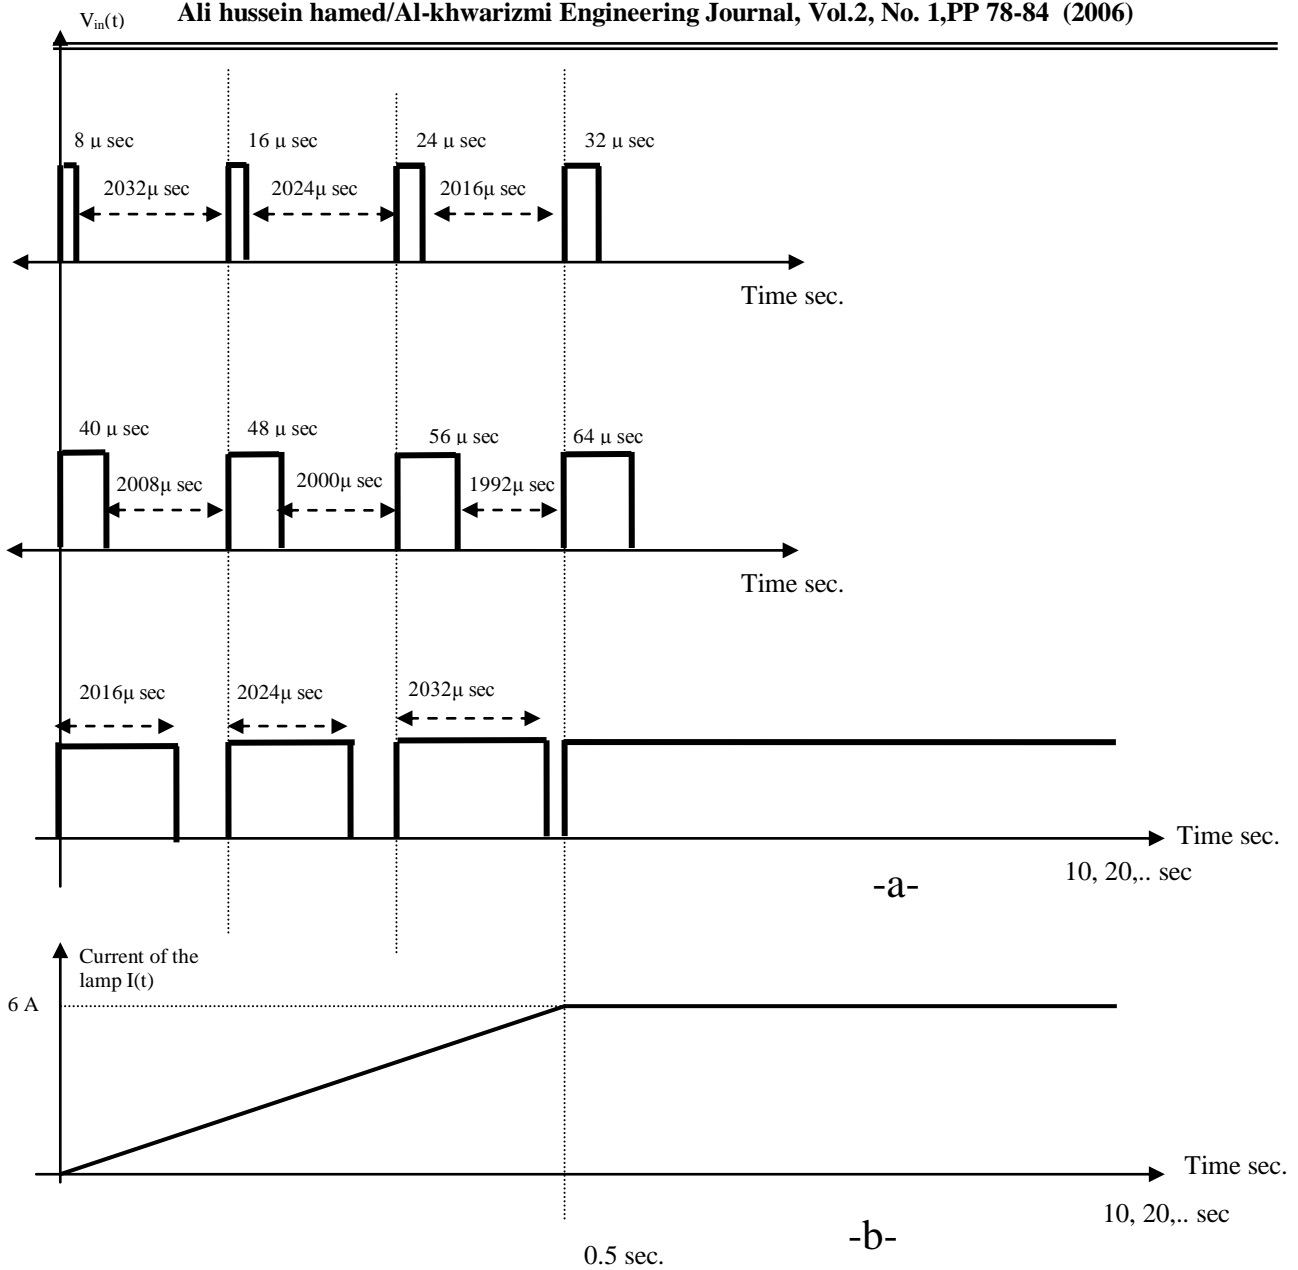 Ali hussein hamed/Al-khwarizmi Engineering Journal, Vol.2, No. 1,PP 78-84 (2006)
Vin(t)
8 µ sec 16 µ sec 24 µ sec 32 µ sec
2032µ sec 2024µ sec 2016µ sec
Time sec.
40 µ sec 48 µ sec 56 µ sec 64 µ sec
2008µ sec 2000µ sec 1992µ sec
Time sec.
2016µ sec 2024µ sec 2032µ sec
Time sec.
10, 20,.. sec
-a-
Current of the
lamp I(t)
6 A
Time sec.
10, 20,.. sec
-b-
0.5 sec.